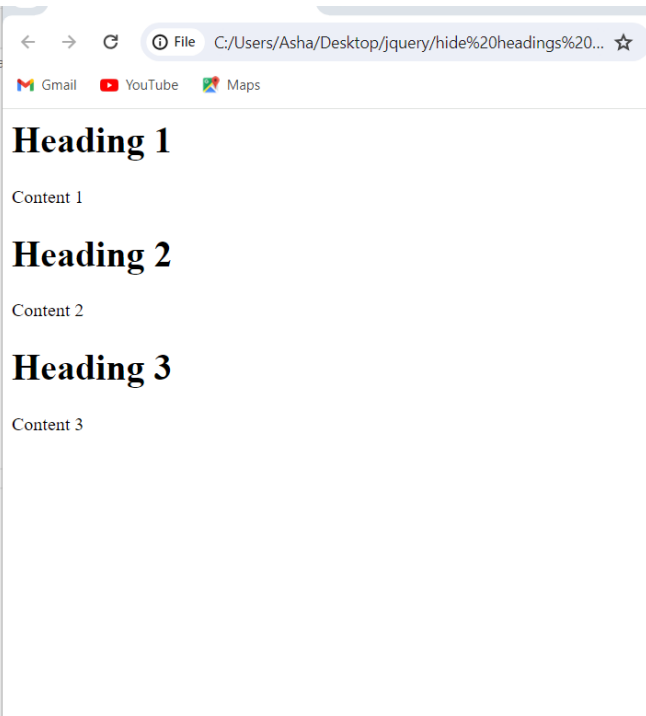 File C:/Users/Asha/Desktop/jquery/hide%20headings%20...
Gmail YouTube Maps
Heading 1
Content 1
Heading 2
Content 2
Heading 3
Content 3